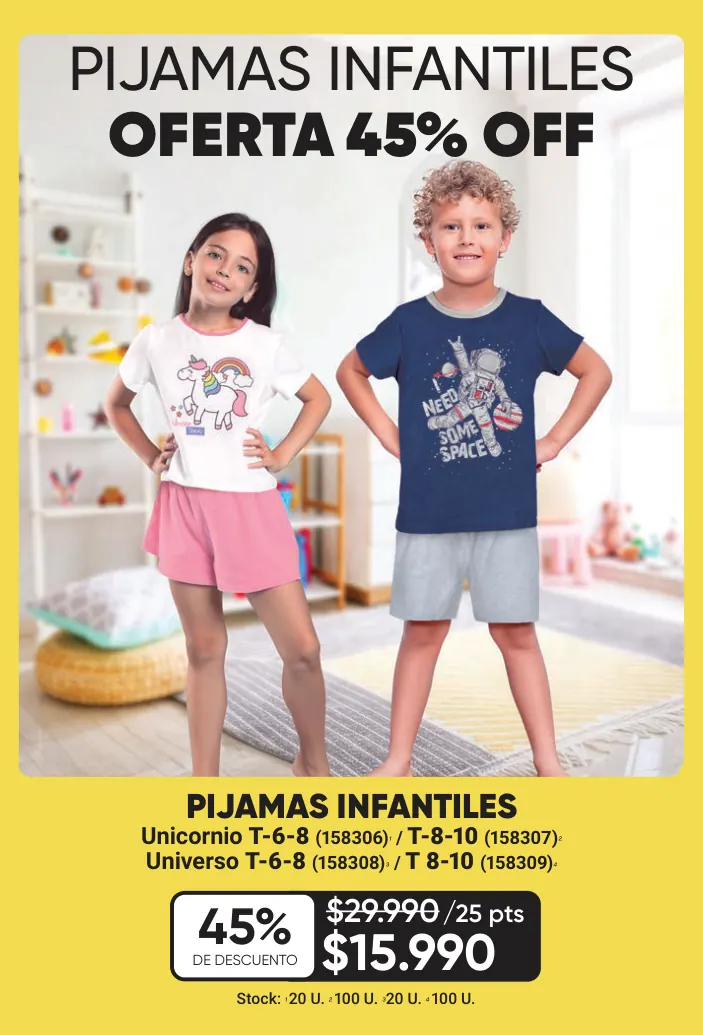 PIJAMAS INFANTILES
OFERTA 45% OFF
NEED
SOME
SPACE
PIJAMAS INFANTILES
Unicornio T-6-8 (158306)¹ / T-8-10 (158307)²
Universo T-6-8 (158308)³ / T 8-10 (158309)⁴
45%
DE DESCUENTO
$29.990 /25 pts
$15.990
Stock: ¹20 U. ²100 U. ³20 U. ⁴100 U.